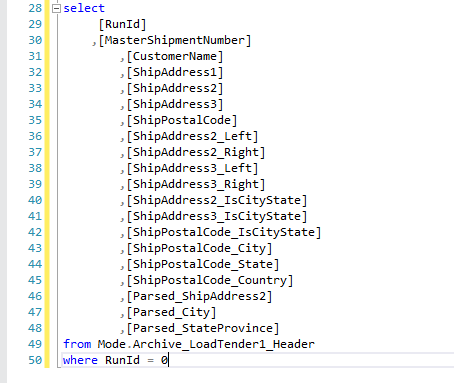 28 select
29 [RunId]
30 ,[MasterShipmentNumber]
31 ,[CustomerName]
32 ,[ShipAddress1]
33 ,[ShipAddress2]
34 ,[ShipAddress3]
35 ,[ShipPostalCode]
36 ,[ShipAddress2_Left]
37 ,[ShipAddress2_Right]
38 ,[ShipAddress3_Left]
39 ,[ShipAddress3_Right]
40 ,[ShipAddress2_IsCityState]
41 ,[ShipAddress3_IsCityState]
42 ,[ShipPostalCode_IsCityState]
43 ,[ShipPostalCode_City]
44 ,[ShipPostalCode_State]
45 ,[ShipPostalCode_Country]
46 ,[Parsed_ShipAddress2]
47 ,[Parsed_City]
48 ,[Parsed_StateProvince]
49 from Mode.Archive_LoadTender1_Header
50 where RunId = 0